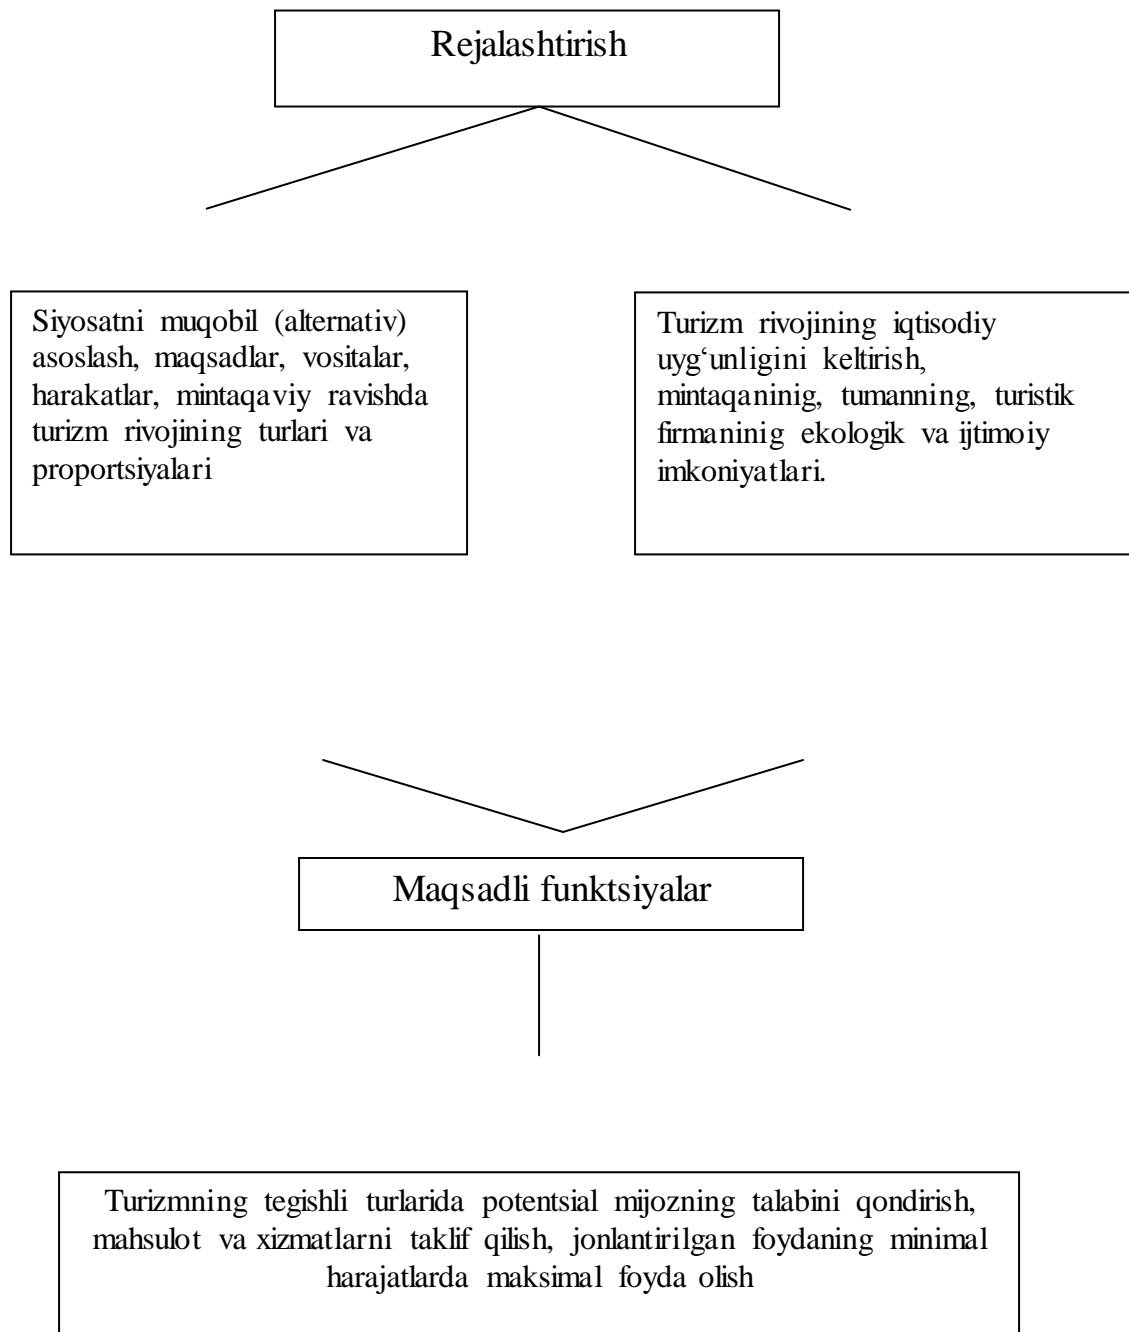 Rejalashtirish
Siyosatni muqobil (alternativ)
asoslash, maqsadlar, vositalar,
harakatlar, mintaqaviy ravishda
turizm rivojining turlari va
proportsiyalari
Turizm rivojining iqtisodiy
uyg‘unligini keltirish,
mintaqaninig, tumanning, turistik
firmaninig ekologik va ijtimoiy
imkoniyatlari.
Maqsadli funktsiyalar
Turizmning tegishli turlarida potentsial mijozning talabini qondirish,
mahsulot va xizmatlarni taklif qilish, jonlantirilgan foydaning minimal
harajatlarda maksimal foyda olish